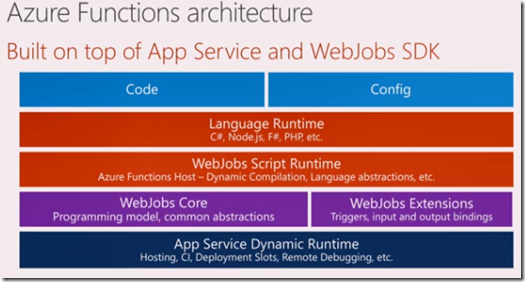 Azure Functions architecture
Built on top of App Service and WebJobs SDK
Code
Config
Language Runtime
C#, Node.js, F#, PHP, etc.
WebJobs Script Runtime
Azure Functions Host – Dynamic Compilation, Language abstractions, etc.
WebJobs Core
Programming model, common abstractions
WebJobs Extensions
Triggers, input and output bindings
App Service Dynamic Runtime
Hosting, CI, Deployment Slots, Remote Debugging, etc.